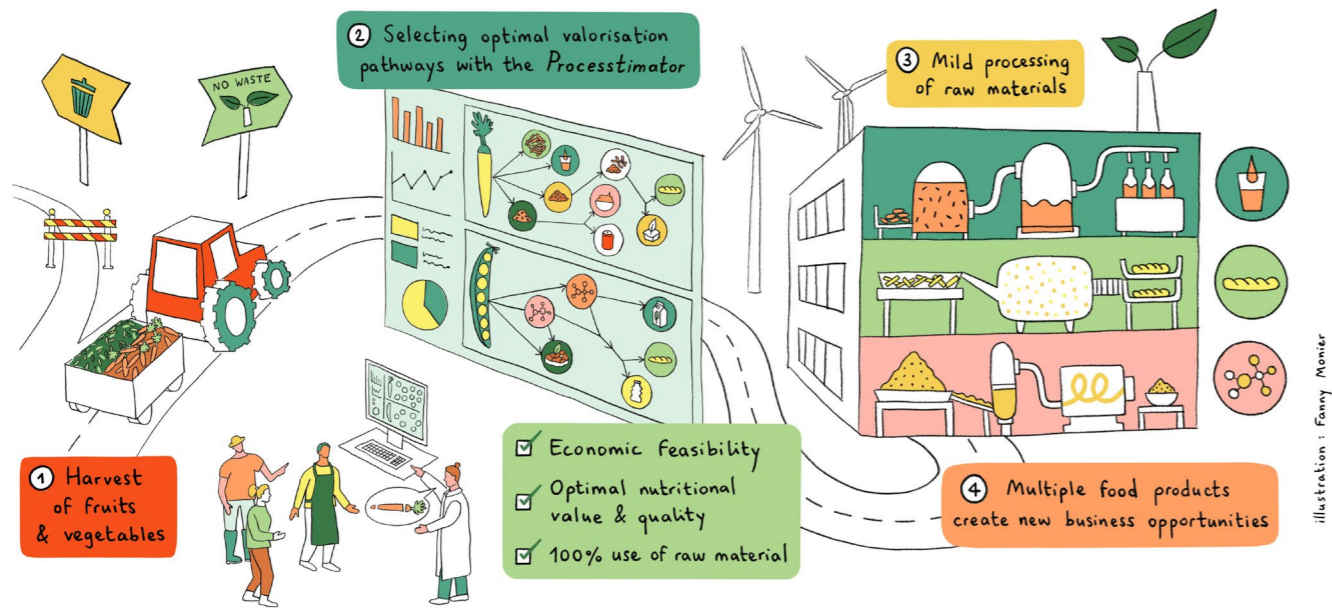 NO WASTE
1 Harvest
of fruits
& vegetables
2 Selecting optimal valorisation
pathways with the Processtimator
Economic feasibility
Optimal nutritional
value & quality
100% use of raw material
3 Mild processing
of raw materials
4 Multiple food products
create new business opportunities
illustration : Fanny Monier